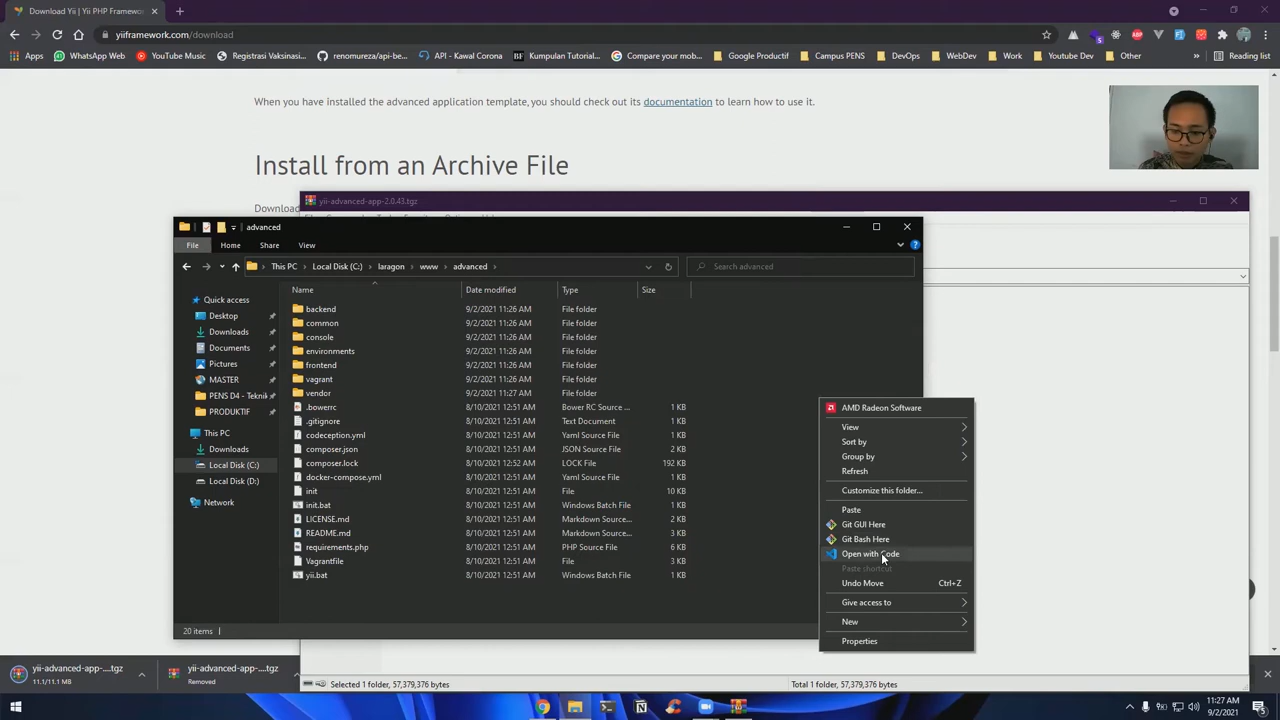 Download Yii | Yii PHP Framewor
yiiframework.com/download
Apps
WhatsApp Web
YouTube Music
Registrasi Vaksinasi...
renomureza/api-be...
API - Kawal Corona
Kumpulan Tutorial...
Compare your mob...
Google Productif
Campus PENS
DevOps
WebDev
Work
Youtube Dev
Other
Reading list
When you have installed the advanced application template, you should check out its documentation to learn how to use it.
Install from an Archive File
Download
yii-advanced-app-2.0.43.tgz
advanced
File
Home
Share
View
This PC
Local Disk (C:)
laragon
www
advanced
Search advanced
Name
Date modified
Type
Size
Quick access
Desktop
Downloads
Documents
Pictures
MASTER
PENS D4 - Teknik
PRODUKTIF
This PC
Downloads
Local Disk (C:)
Local Disk (D:)
Network
backend 9/2/2021 11:26 AM File folder
common 9/2/2021 11:26 AM File folder
console 9/2/2021 11:26 AM File folder
environments 9/2/2021 11:26 AM File folder
frontend 9/2/2021 11:26 AM File folder
vagrant 9/2/2021 11:26 AM File folder
vendor 9/2/2021 11:27 AM File folder
.bowerrc 8/10/2021 12:51 AM Bower RC Source ... 1 KB
.gitignore 8/10/2021 12:51 AM Text Document 1 KB
codeception.yml 8/10/2021 12:51 AM Yaml Source File 1 KB
composer.json 8/10/2021 12:51 AM JSON Source File 2 KB
composer.lock 8/10/2021 12:52 AM LOCK File 192 KB
docker-compose.yml 8/10/2021 12:51 AM Yaml Source File 1 KB
init 8/10/2021 12:51 AM File 10 KB
init.bat 8/10/2021 12:51 AM Windows Batch File 1 KB
LICENSE.md 8/10/2021 12:51 AM Markdown Source... 2 KB
README.md 8/10/2021 12:51 AM Markdown Source... 3 KB
requirements.php 8/10/2021 12:51 AM PHP Source File 6 KB
Vagrantfile 8/10/2021 12:51 AM File 3 KB
yii.bat 8/10/2021 12:51 AM Windows Batch File 1 KB
20 items
AMD Radeon Software
View
Sort by
Group by
Refresh
Customize this folder...
Paste
Git GUI Here
Git Bash Here
Open with Code
Paste shortcut
Undo Move Ctrl+Z
Give access to
New
Properties
Selected 1 folder, 57,379,376 bytes
Total 1 folder, 57,379,376 bytes
yii-advanced-app-....tgz
11.1/11.1 MB
yii-advanced-app-....tgz
Removed
11:27 AM
9/2/2021